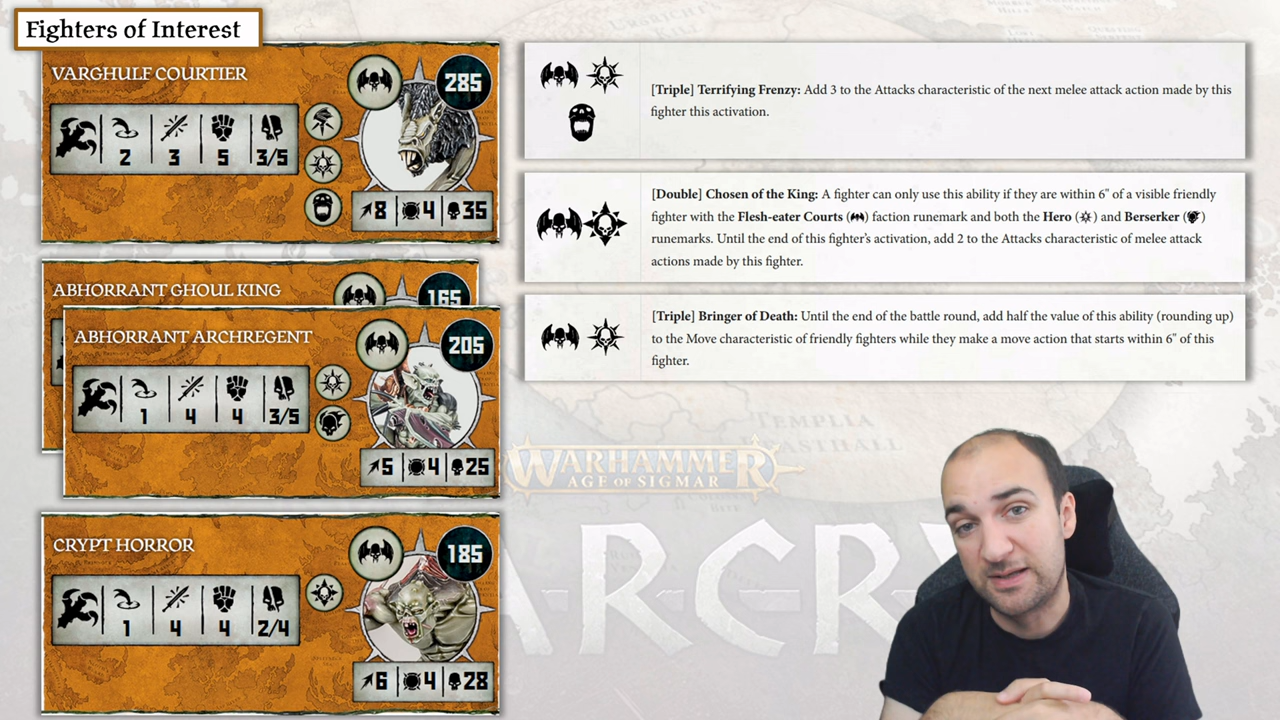 Fighters of Interest
VARGHULF COURTIER
285
2 3 5 3/5
8 4 35
ABHORRANT GHOUL KING
165
ABHORRANT ARCHREGENT
205
1 4 4 3/5
5 4 25
CRYPT HORROR
185
1 4 4 2/4
6 4 28
[Triple] Terrifying Frenzy: Add 3 to the Attacks characteristic of the next melee attack action made by this
fighter this activation.
[Double] Chosen of the King: A fighter can only use this ability if they are within 6" of a visible friendly
fighter with the Flesh-eater Courts () faction runemark and both the Hero () and Berserker ()
runemarks. Until the end of this fighter's activation, add 2 to the Attacks characteristic of melee attack
actions made by this fighter.
[Triple] Bringer of Death: Until the end of the battle round, add half the value of this ability (rounding up)
to the Move characteristic of friendly fighters while they make a move action that starts within 6" of this
fighter.
TEMPLIA
WARHAMMER
AGE OF SIGMAR